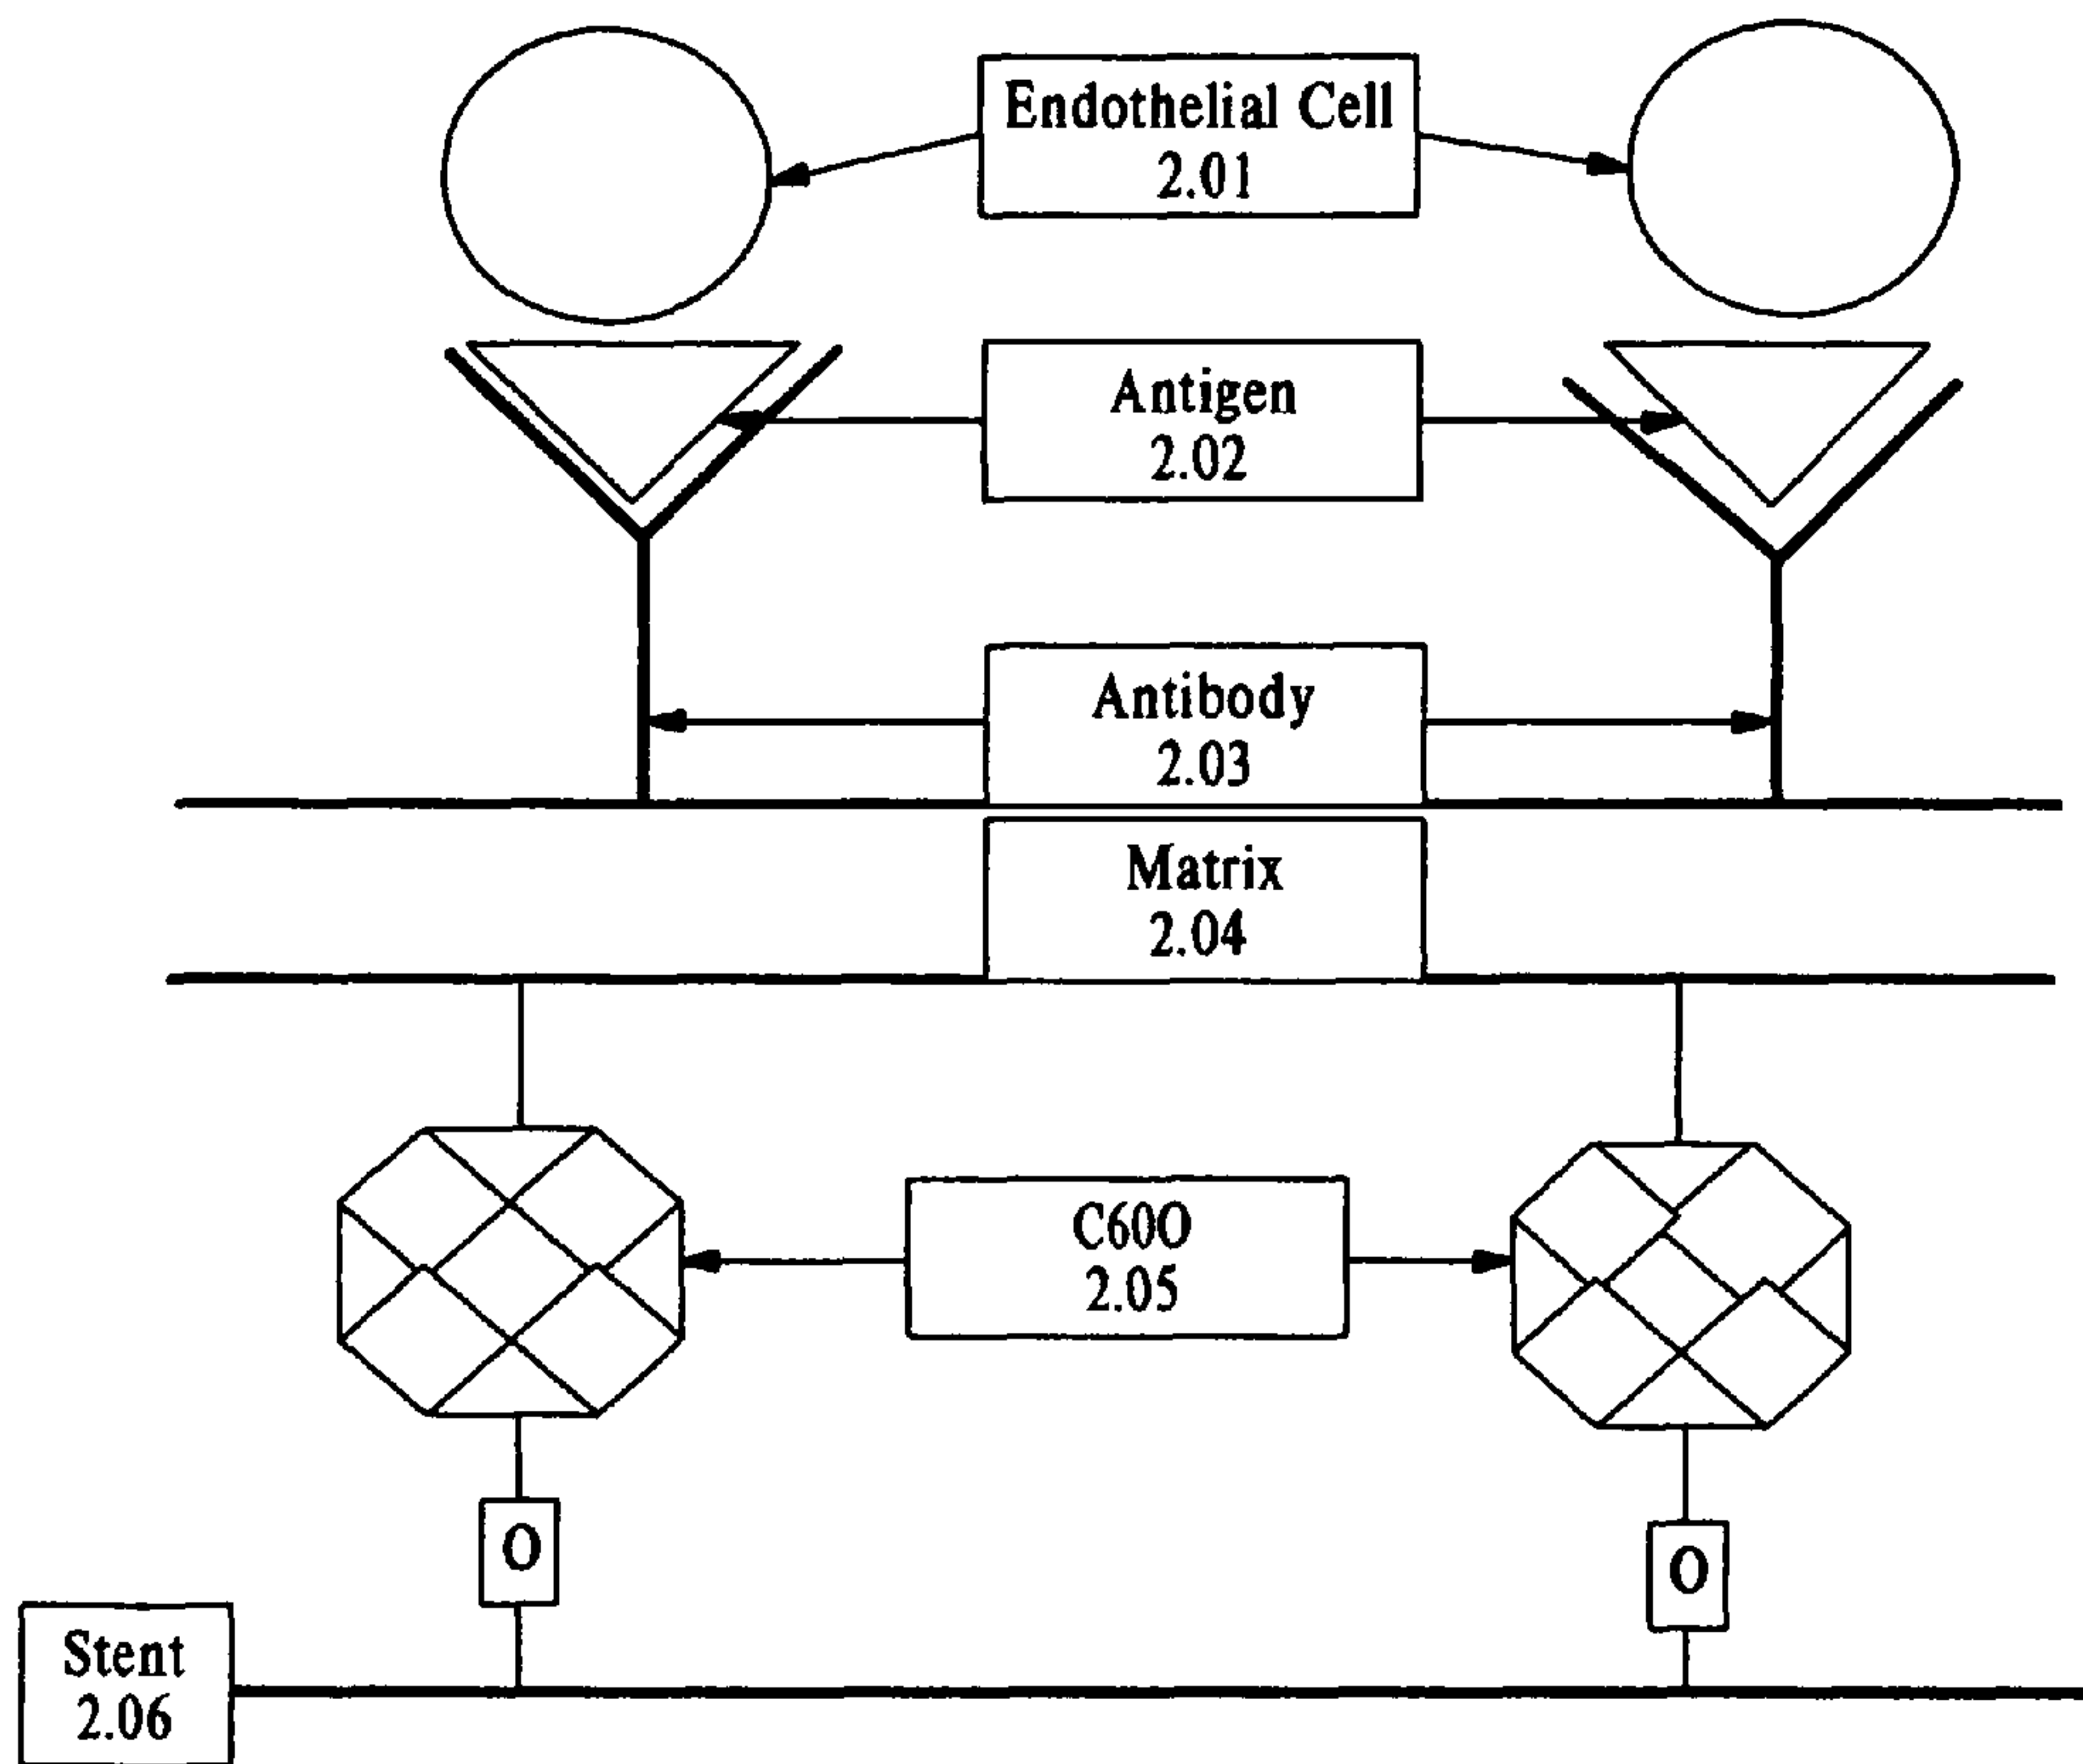 Endothelial Cell
2.01
Antigen
2.02
Antibody
2.03
Matrix
2.04
C60O
2.05
O
O
Stent
2.06